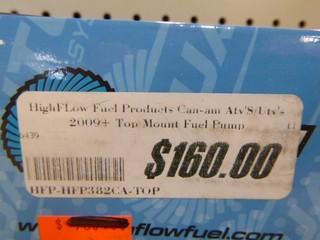 HighFLow Fuel Products Can-am Atv'S/Utv's
2009+ Top Mount Fuel Pump
6439
$160.00
HFP-HFP382CA-TOP
flowfuel.com